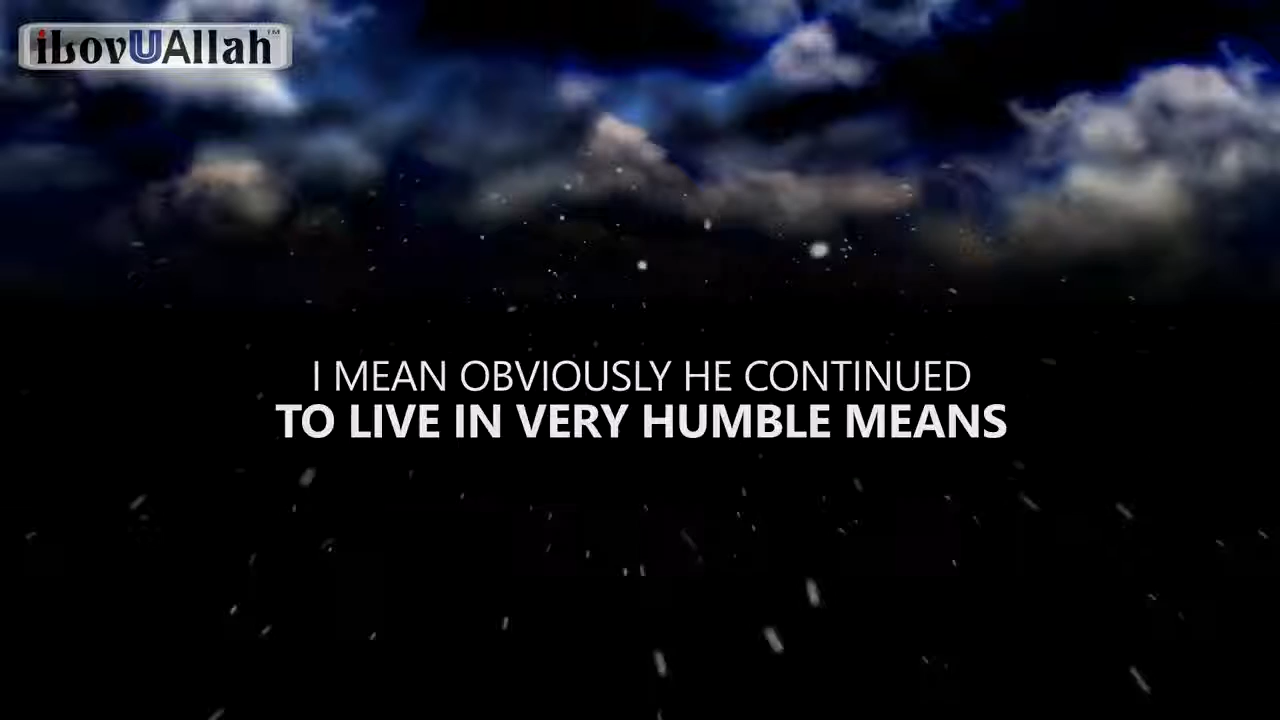 iLovUAllah™
I MEAN OBVIOUSLY HE CONTINUED
TO LIVE IN VERY HUMBLE MEANS